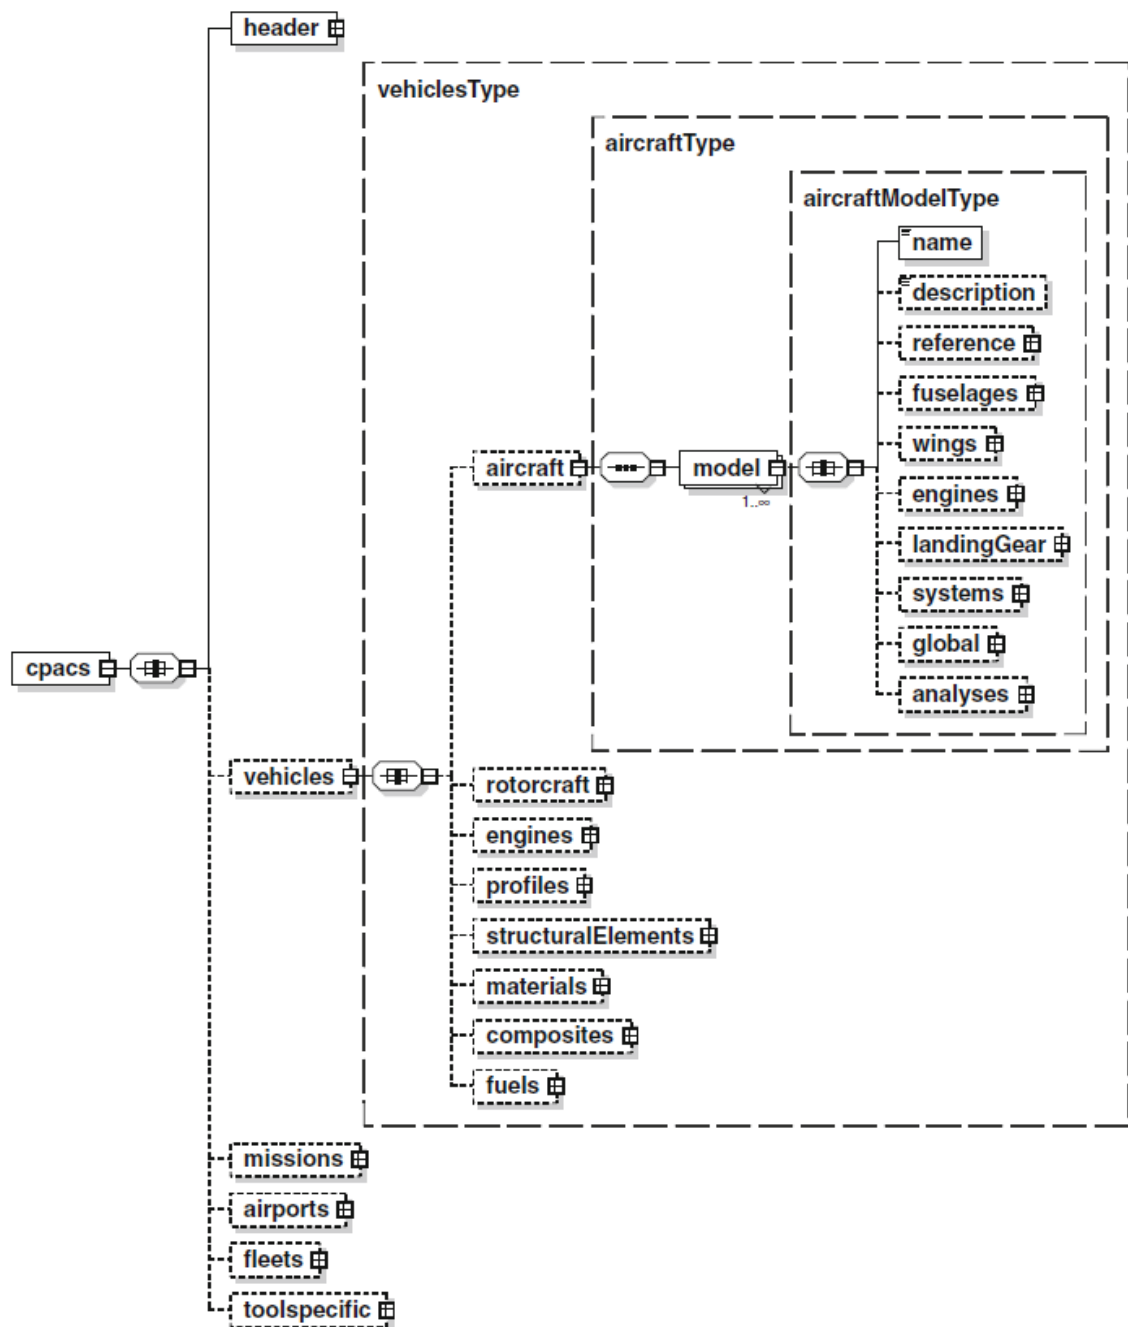 header
vehiclesType
aircraftType
aircraftModelType
name
description
reference
fuselages
wings
aircraft
model
1..∞
engines
landingGear
systems
global
analyses
cpacs
vehicles
rotorcraft
engines
profiles
structuralElements
materials
composites
fuels
missions
airports
fleets
toolspecific